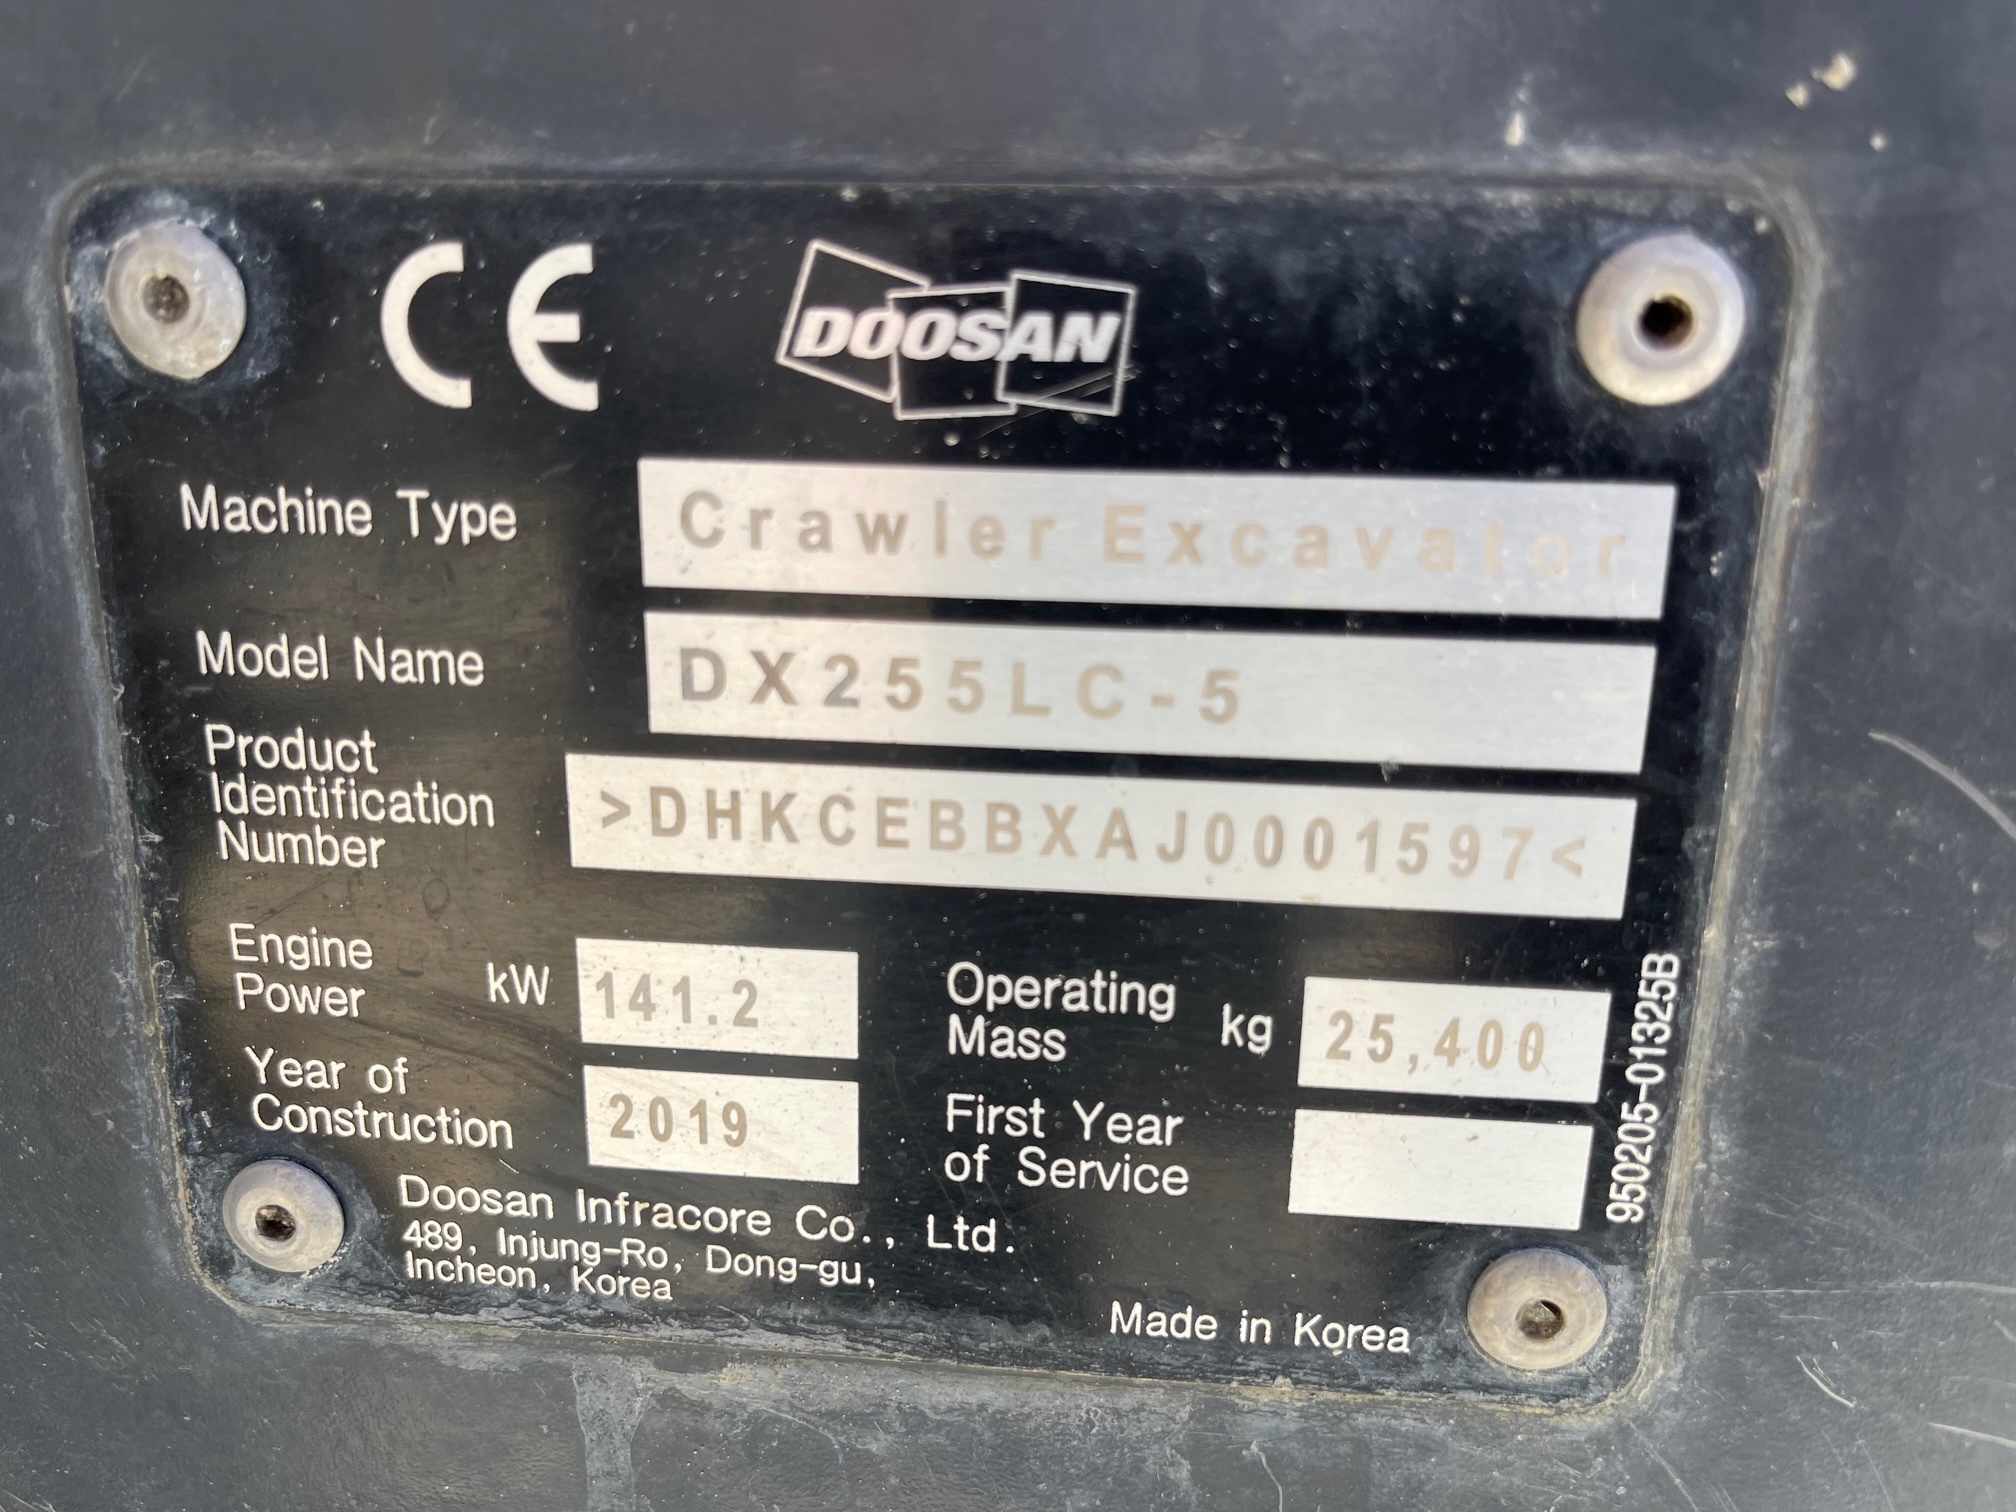 CE DOOSAN
Machine Type Crawler Excavator
Model Name DX255LC-5
Product
Identification
Number
>DHKCEBBXAJ0001597<
Engine
Power kW 141.2
Operating
Mass kg 25,400
Year of
Construction 2019
First Year
of Service
Doosan Infracore Co., Ltd.
489, Injung-Ro, Dong-gu,
Incheon, Korea
Made in Korea
950205-01325B